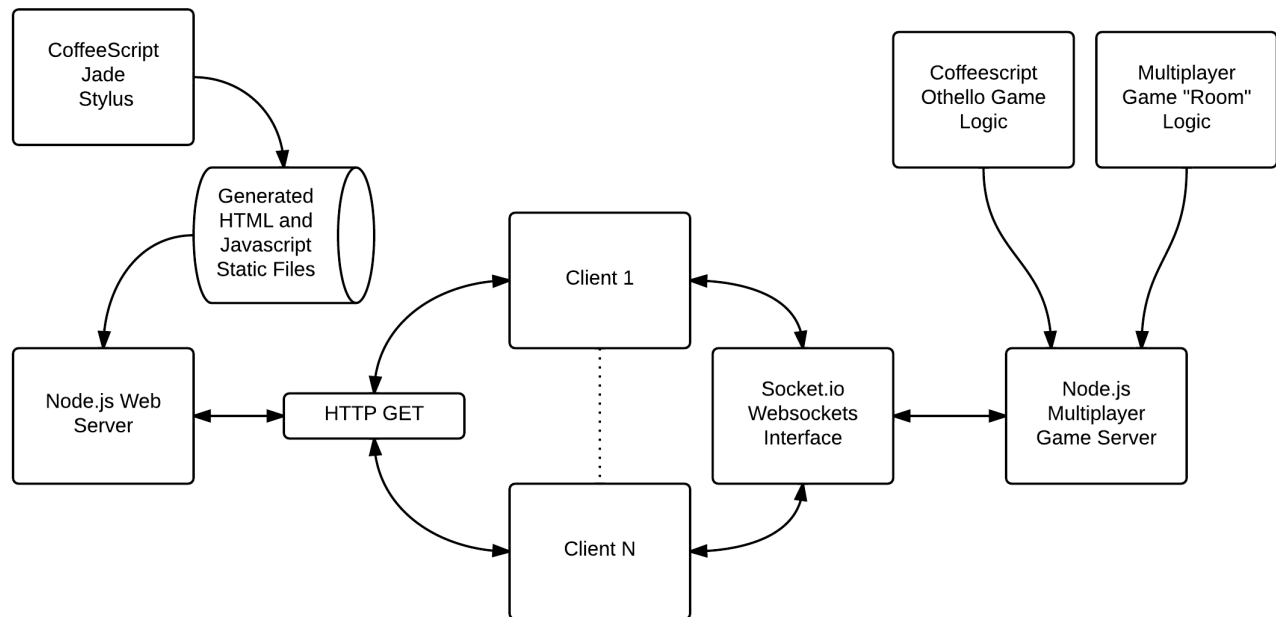 CoffeeScript
Jade
Stylus
Coffeescript
Othello Game
Logic
Multiplayer
Game "Room"
Logic
Generated
HTML and
Javascript
Static Files
Client 1
Node.js Web
Server
HTTP GET
Socket.io
Websockets
Interface
Node.js
Multiplayer
Game Server
Client N